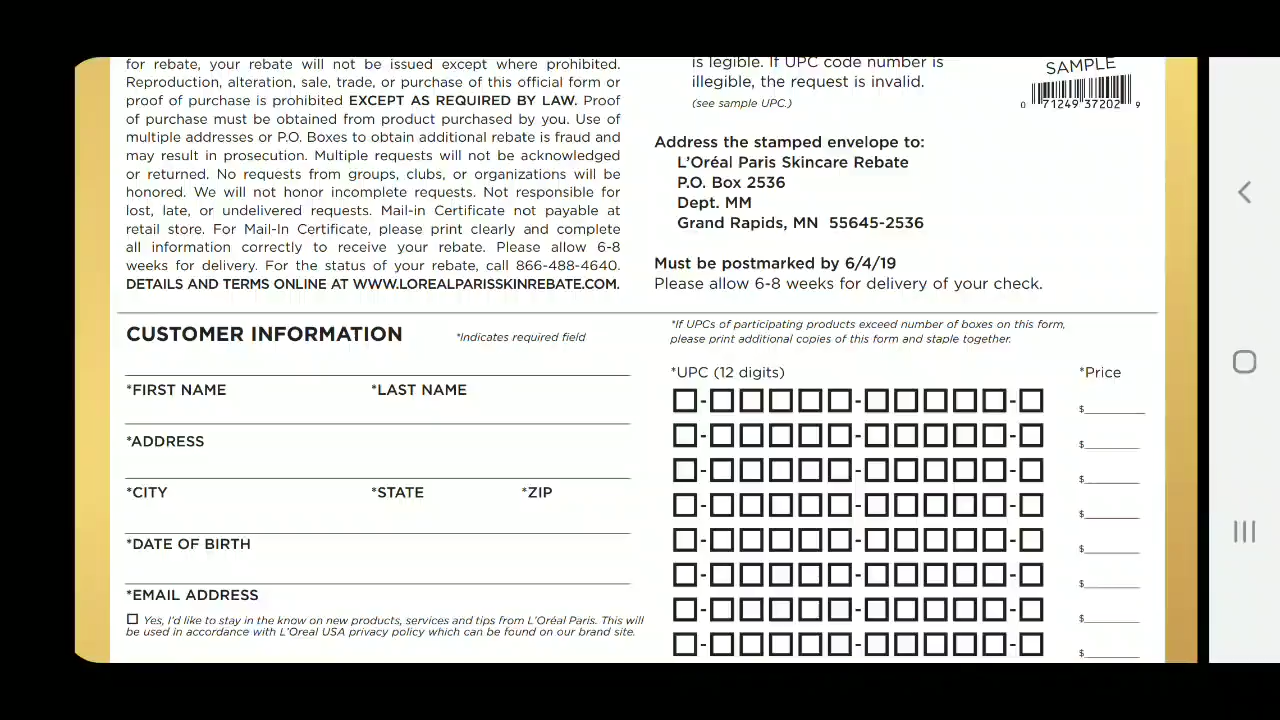 for rebate, your rebate will not be issued except where prohibited.
Reproduction, alteration, sale, trade, or purchase of this official form or
proof of purchase is prohibited EXCEPT AS REQUIRED BY LAW. Proof
of purchase must be obtained from product purchased by you. Use of
multiple addresses or P.O. Boxes to obtain additional rebate is fraud and
may result in prosecution. Multiple requests will not be acknowledged
or returned. No requests from groups, clubs, or organizations will be
honored. We will not honor incomplete requests. Not responsible for
lost, late, or undelivered requests. Mail-in Certificate not payable at
retail store. For Mail-In Certificate, please print clearly and complete
all information correctly to receive your rebate. Please allow 6-8
weeks for delivery. For the status of your rebate, call 866-488-4640.
DETAILS AND TERMS ONLINE AT WWW.LOREALPARISSKINREBATE.COM.
is legible. If UPC code number is
illegible, the request is invalid.
(see sample UPC.)
SAMPLE
0 71249 37202 9
Address the stamped envelope to:
L'Oréal Paris Skincare Rebate
P.O. Box 2536
Dept. MM
Grand Rapids, MN 55645-2536
Must be postmarked by 6/4/19
Please allow 6-8 weeks for delivery of your check.
CUSTOMER INFORMATION *Indicates required field
*FIRST NAME *LAST NAME
*ADDRESS
*CITY *STATE *ZIP
*DATE OF BIRTH
*EMAIL ADDRESS
Yes, I'd like to stay in the know on new products, services and tips from L'Oréal Paris. This will
be used in accordance with L'Oreal USA privacy policy which can be found on our brand site.
*If UPCs of participating products exceed number of boxes on this form,
please print additional copies of this form and staple together.
*UPC (12 digits) *Price
- - - $
- - - $
- - - $
- - - $
- - - $
- - - $
- - - $
- - - $